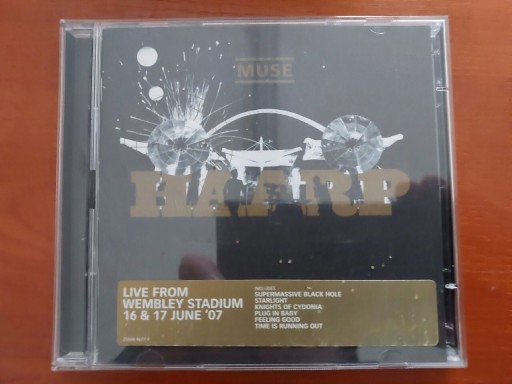 MUSE
HAARP
LIVE FROM
WEMBLEY STADIUM
16 & 17 JUNE '07
INCLUDES
SUPERMASSIVE BLACK HOLE
STARLIGHT
KNIGHTS OF CYDONIA
PLUG IN BABY
FEELING GOOD
TIME IS RUNNING OUT